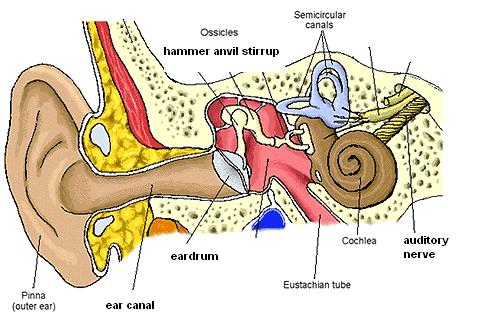 Semicircular
canals
Ossicles
hammer anvil stirrup
Cochlea
auditory
nerve
eardrum
Eustachian tube
Pinna
(outer ear)
ear canal